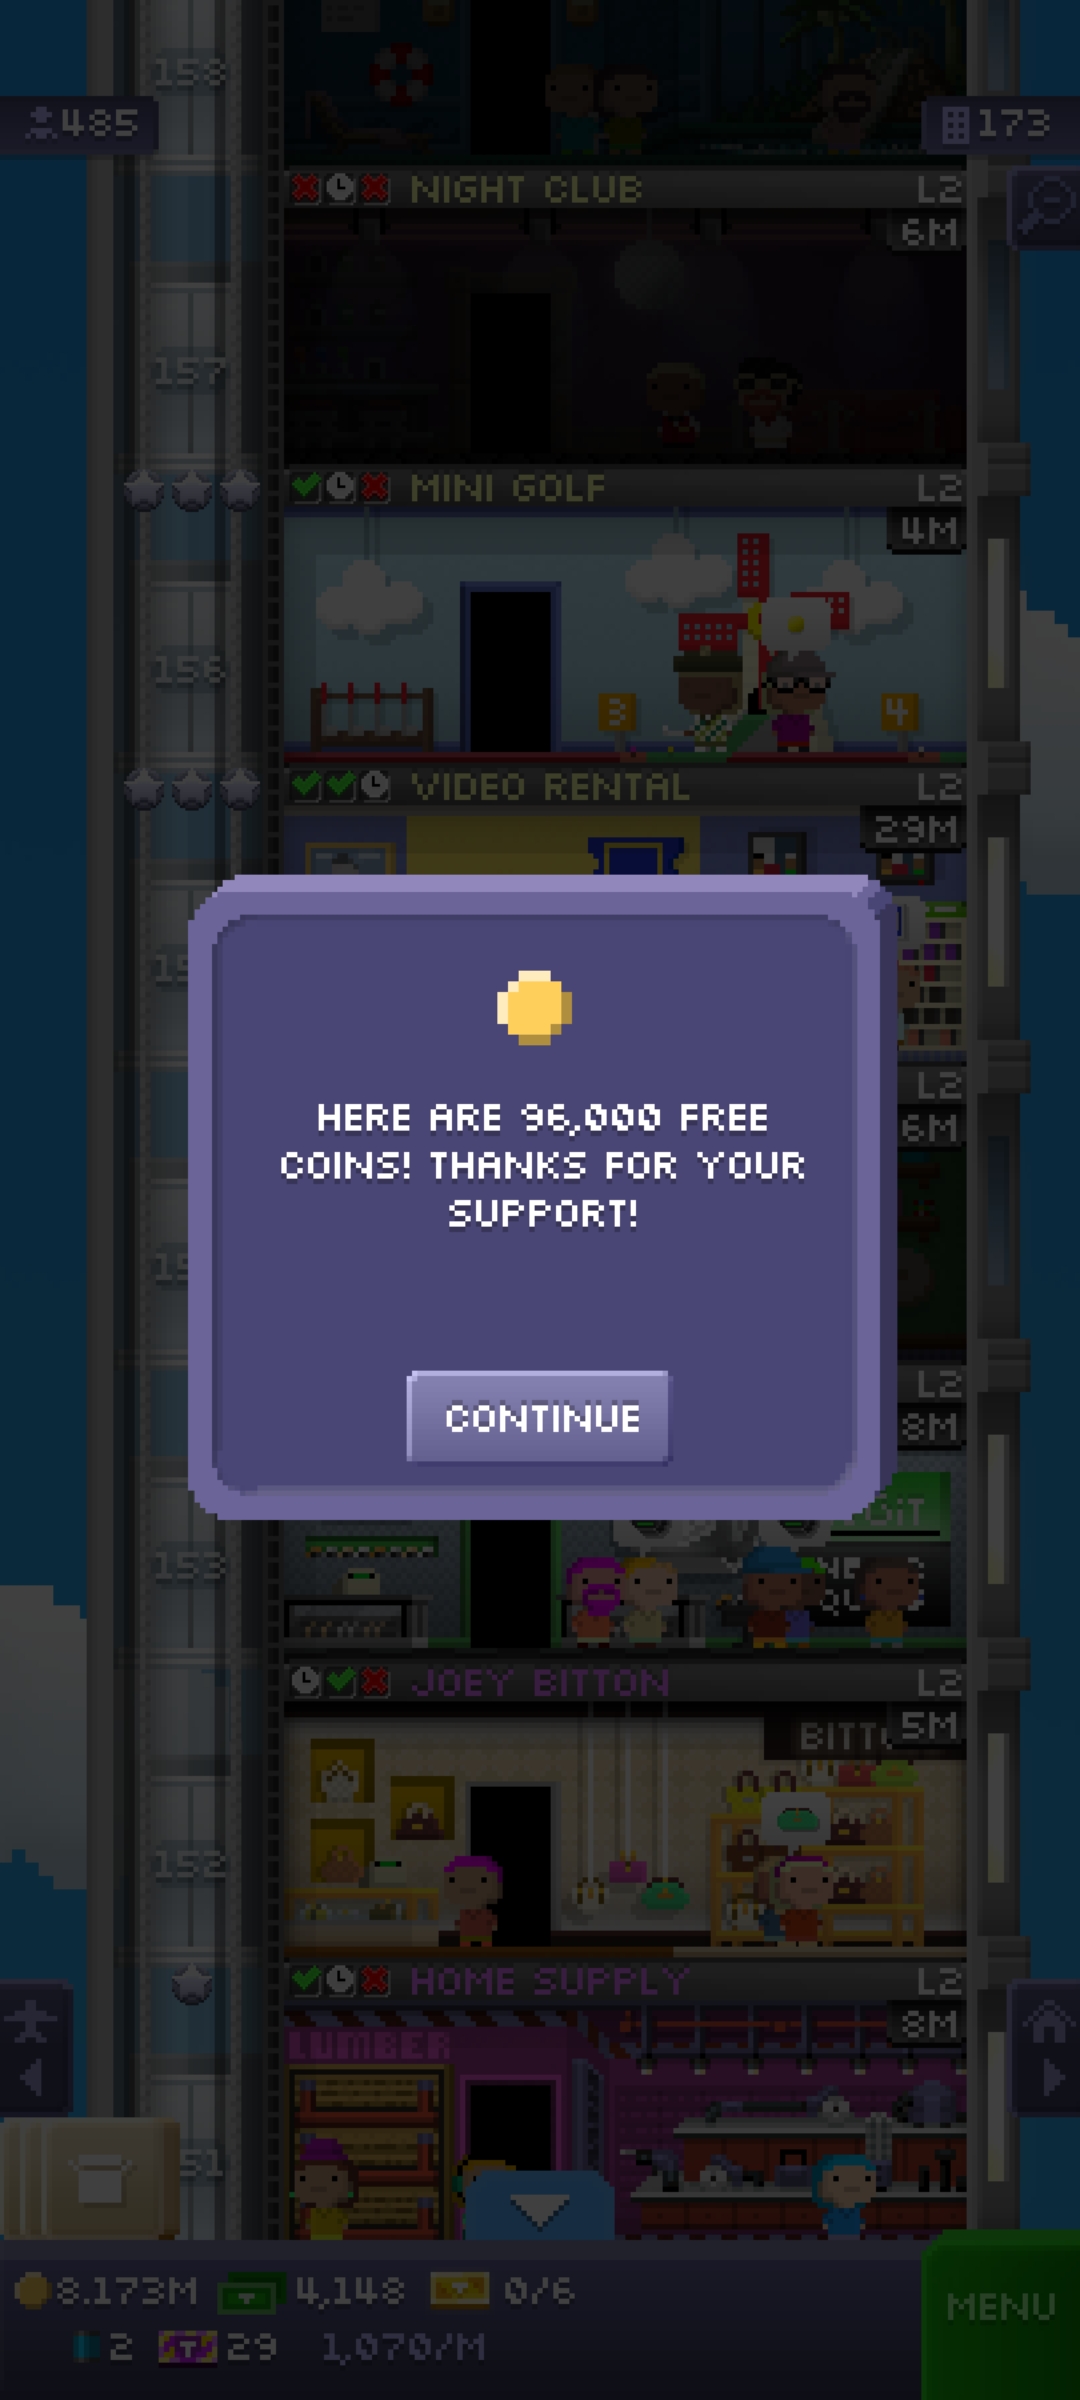 158
485
173
NIGHT CLUB
L2
6M
157
MINI GOLF
L2
4M
156
3
4
VIDEO RENTAL
L2
29M
L2
6M
HERE ARE 96,000 FREE
COINS! THANKS FOR YOUR
SUPPORT!
L2
8M
CONTINUE
153
JOEY BITTON
L2
5M
152
HOME SUPPLY
L2
8M
LUMBER
8.173M
4,148
0/6
MENU
2
29
1,070/M